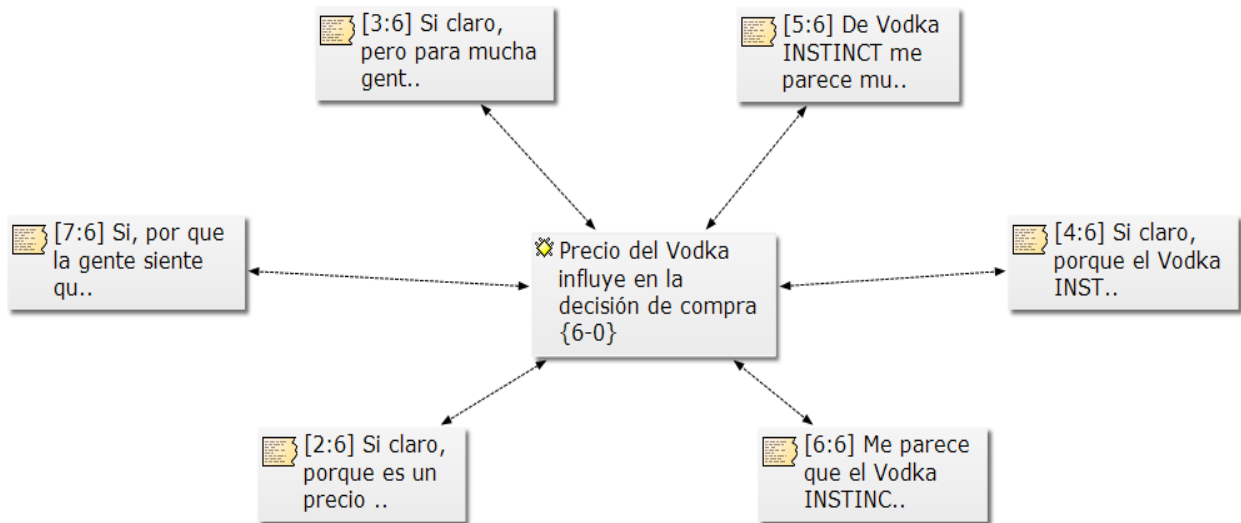 [3:6] Si claro,
pero para mucha
gent..
[5:6] De Vodka
INSTINCT me
parece mu..
[7:6] Si, por que
la gente siente
qu..
Precio del Vodka
influye en la
decisión de compra
{6-0}
[4:6] Si claro,
porque el Vodka
INST..
[2:6] Si claro,
porque es un
precio ..
[6:6] Me parece
que el Vodka
INSTINC..